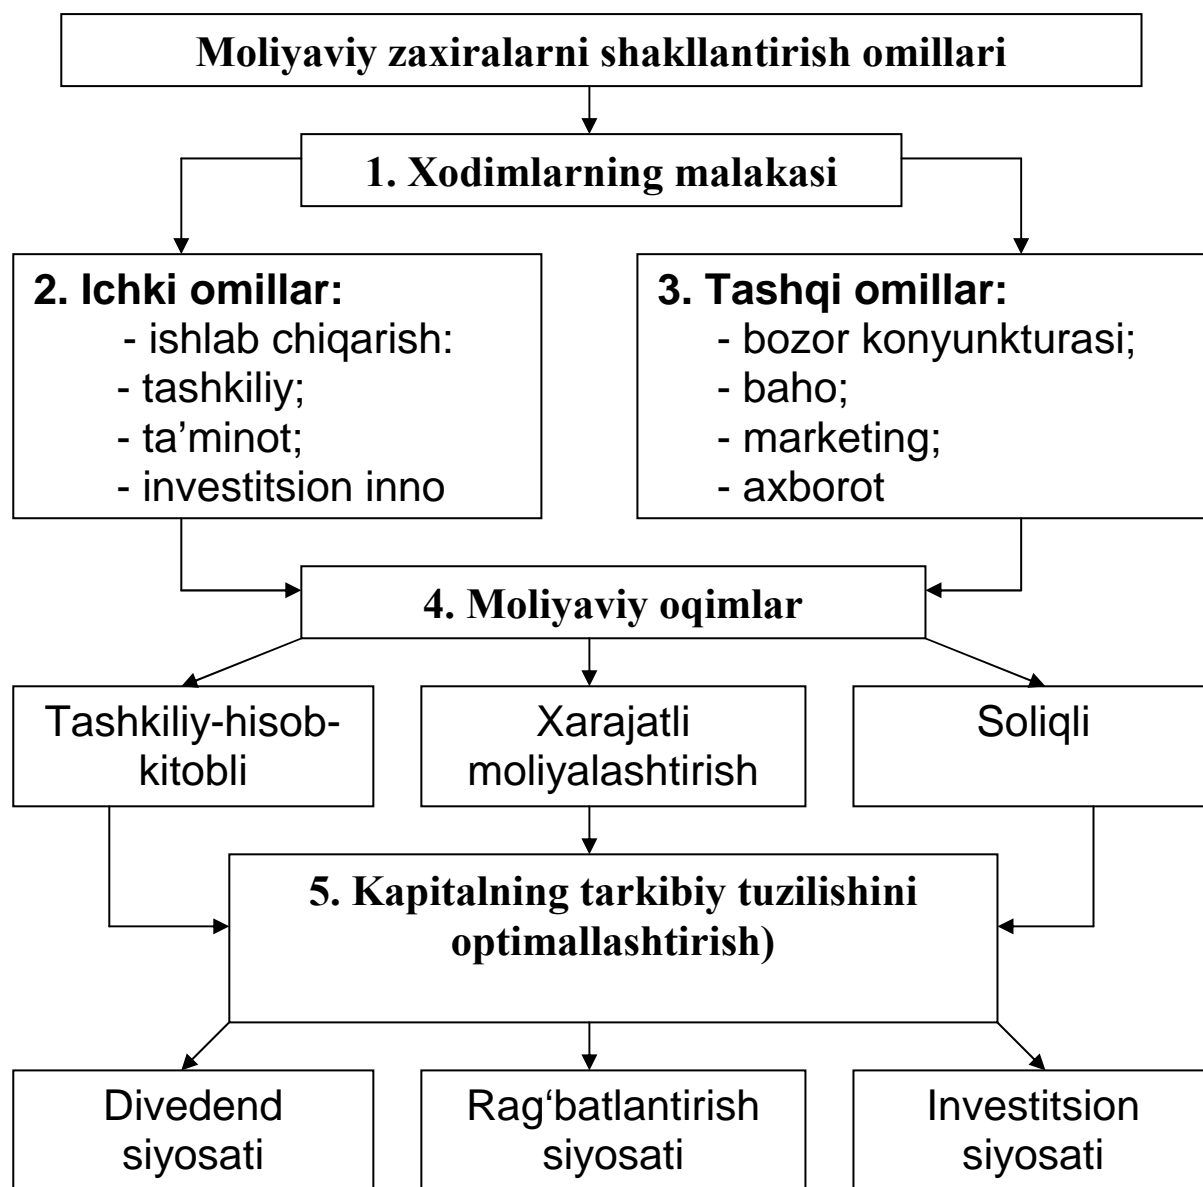 Moliyaviy zaxiralarni shakllantirish omillari
1. Xodimlarning malakasi
2. Ichki omillar:
- ishlab chiqarish:
- tashkiliy;
- ta’minot;
- investitsion inno
3. Tashqi omillar:
- bozor konyunkturasi;
- baho;
- marketing;
- axborot
4. Moliyaviy oqimlar
Tashkiliy-hisob-
kitobli
Xarajatli
moliyalashtirish
Soliqli
5. Kapitalning tarkibiy tuzilishini
optimallashtirish)
Divedend
siyosati
Rag‘batlantirish
siyosati
Investitsion
siyosati